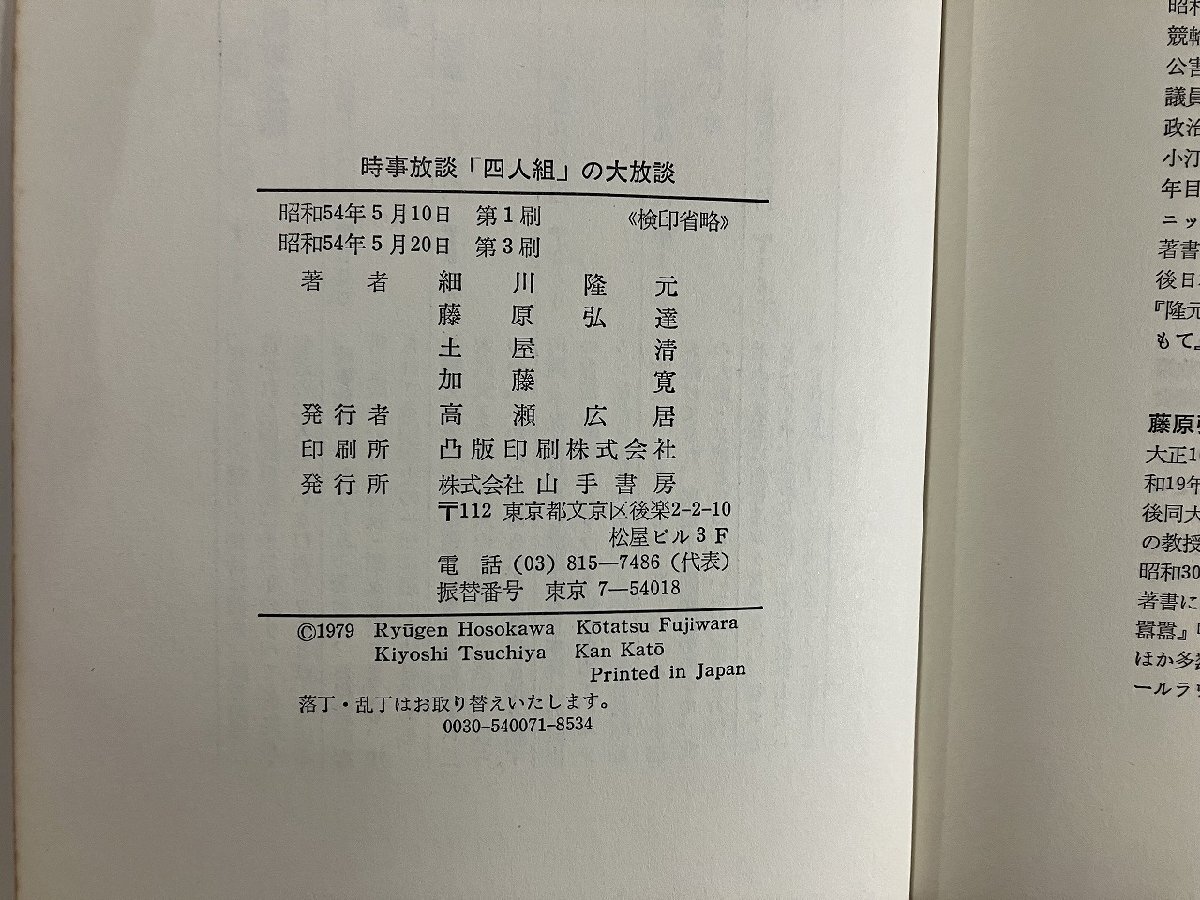 時事放談「四人組」の大放談
昭和54年5月10日 第1刷 《検印省略》
昭和54年5月20日 第3刷
著者 細川隆元
藤原弘達
土屋清
加藤寛
発行者 高瀬広居
印刷所 凸版印刷株式会社
発行所 株式会社山手書房
〒112 東京都文京区後楽2-2-10
松屋ビル3F
電話(03)815—7486(代表)
振替番号 東京7—54018
©1979 Ryūgen Hosokawa Kōtatsu Fujiwara
Kiyoshi Tsuchiya Kan Katō
Printed in Japan
落丁・乱丁はお取り替えいたします。
0030-540071-8534
昭和
競輪
公害
議員
政治
小汀
年目
ニッ
著書
後日
『隆元
もて』
藤原
大正1
和19年
後同大
の教授
昭和30
著書に
囂囂』
ほか多
ールラ